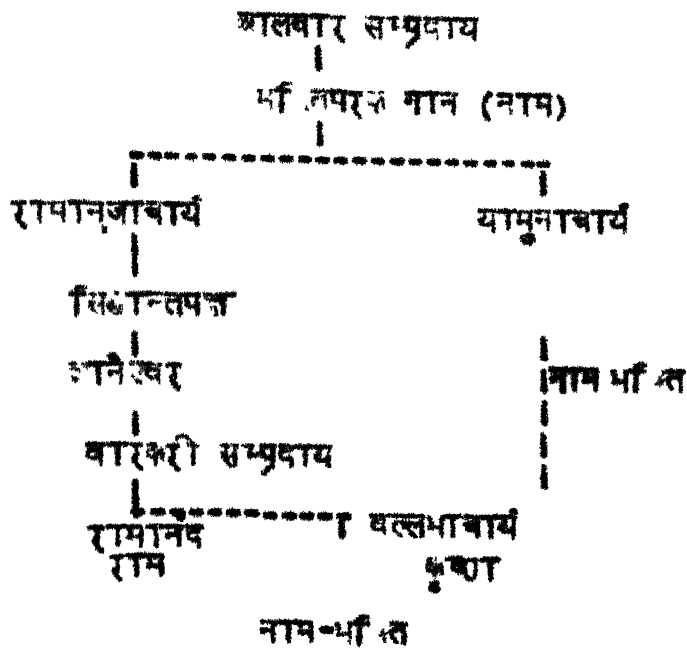 आलवार सम्प्रदाय
भक्तिपरक गान (नाम)
रामानुजाचार्य यामुनाचार्य
सिद्धान्तपक्ष
ज्ञानेश्वर
नाम भक्ति
वारकरी सम्प्रदाय
रामानंद वल्लभाचार्य
राम कृष्ण
नाम-भक्ति